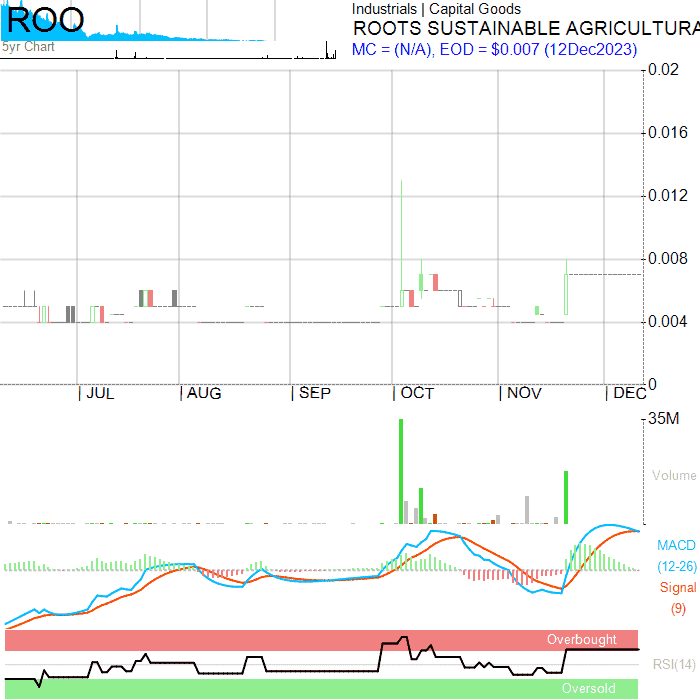 ROO
5yr Chart
Industrials | Capital Goods
ROOTS SUSTAINABLE AGRICULTURA
MC = (N/A), EOD = $0.007 (12Dec2023)
0.02
0.016
0.012
0.008
0.004
0
| JUL | AUG | SEP | OCT | NOV | DEC
35M
Volume
MACD
(12-26)
Signal
(9)
Overbought
RSI(14)
Oversold